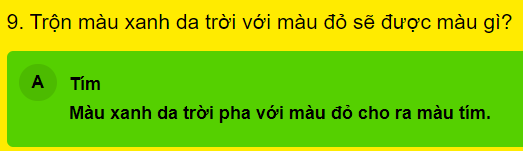 9. Trộn màu xanh da trời với màu đỏ sẽ được màu gì?
A Tím
Màu xanh da trời pha với màu đỏ cho ra màu tím.